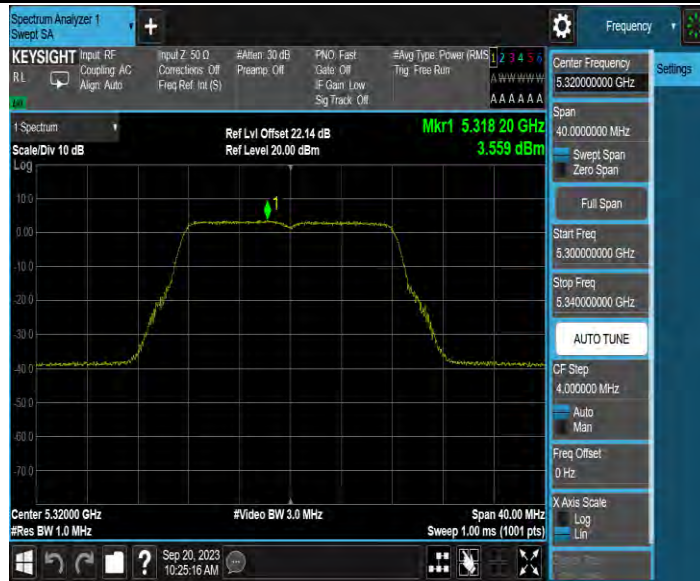 Spectrum Analyzer 1
Swept SA
+
Frequency
KEYSIGHT
RL
Input: RF
Coupling: AC
Align: Auto
Input Z: 50 Ω
Corrections: Off
Freq Ref: Int (S)
#Atten: 30 dB
Preamp: Off
PNO: Fast
Gate: Off
IF Gain: Low
Sig Track: Off
#Avg Type: Power (RMS
Trig: Free Run
1 2 3 4 5 6
A W W W W W
A A A A A A
1 Spectrum
Scale/Div 10 dB
Log
Ref Lvl Offset 22.14 dB
Ref Level 20.00 dBm
Mkr1 5.318 20 GHz
3.559 dBm
10.0
0.00
-10.0
-20.0
-30.0
-40.0
-50.0
-60.0
-70.0
1
Center 5.32000 GHz
#Res BW 1.0 MHz
#Video BW 3.0 MHz
Span 40.00 MHz
Sweep 1.00 ms (1001 pts)
Center Frequency
5.320000000 GHz
Settings
Span
40.0000000 MHz
Swept Span
Zero Span
Full Span
Start Freq
5.300000000 GHz
Stop Freq
5.340000000 GHz
AUTO TUNE
CF Step
4.000000 MHz
Auto
Man
Freq Offset
0 Hz
X Axis Scale
Log
Lin
?
Sep 20, 2023
10:25:16 AM